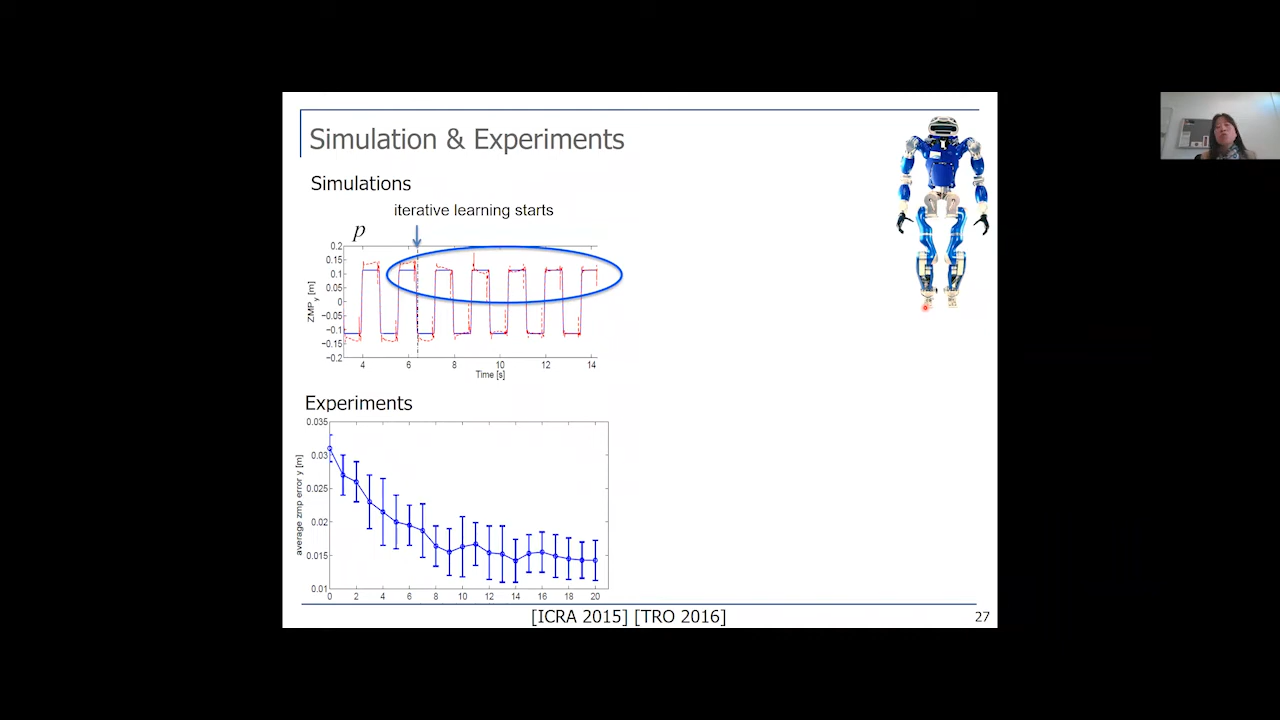 Simulation & Experiments
Simulations
iterative learning starts
p
0.2
0.15
0.1
0.05
0
−0.05
−0.1
−0.15
−0.2
ZMPy [m]
4 6 8 10 12 14
Time [s]
Experiments
0.035
0.03
0.025
0.02
0.015
0.01
average zmp error y [m]
0 2 4 6 8 10 12 14 16 18 20
[ICRA 2015] [TRO 2016]
27